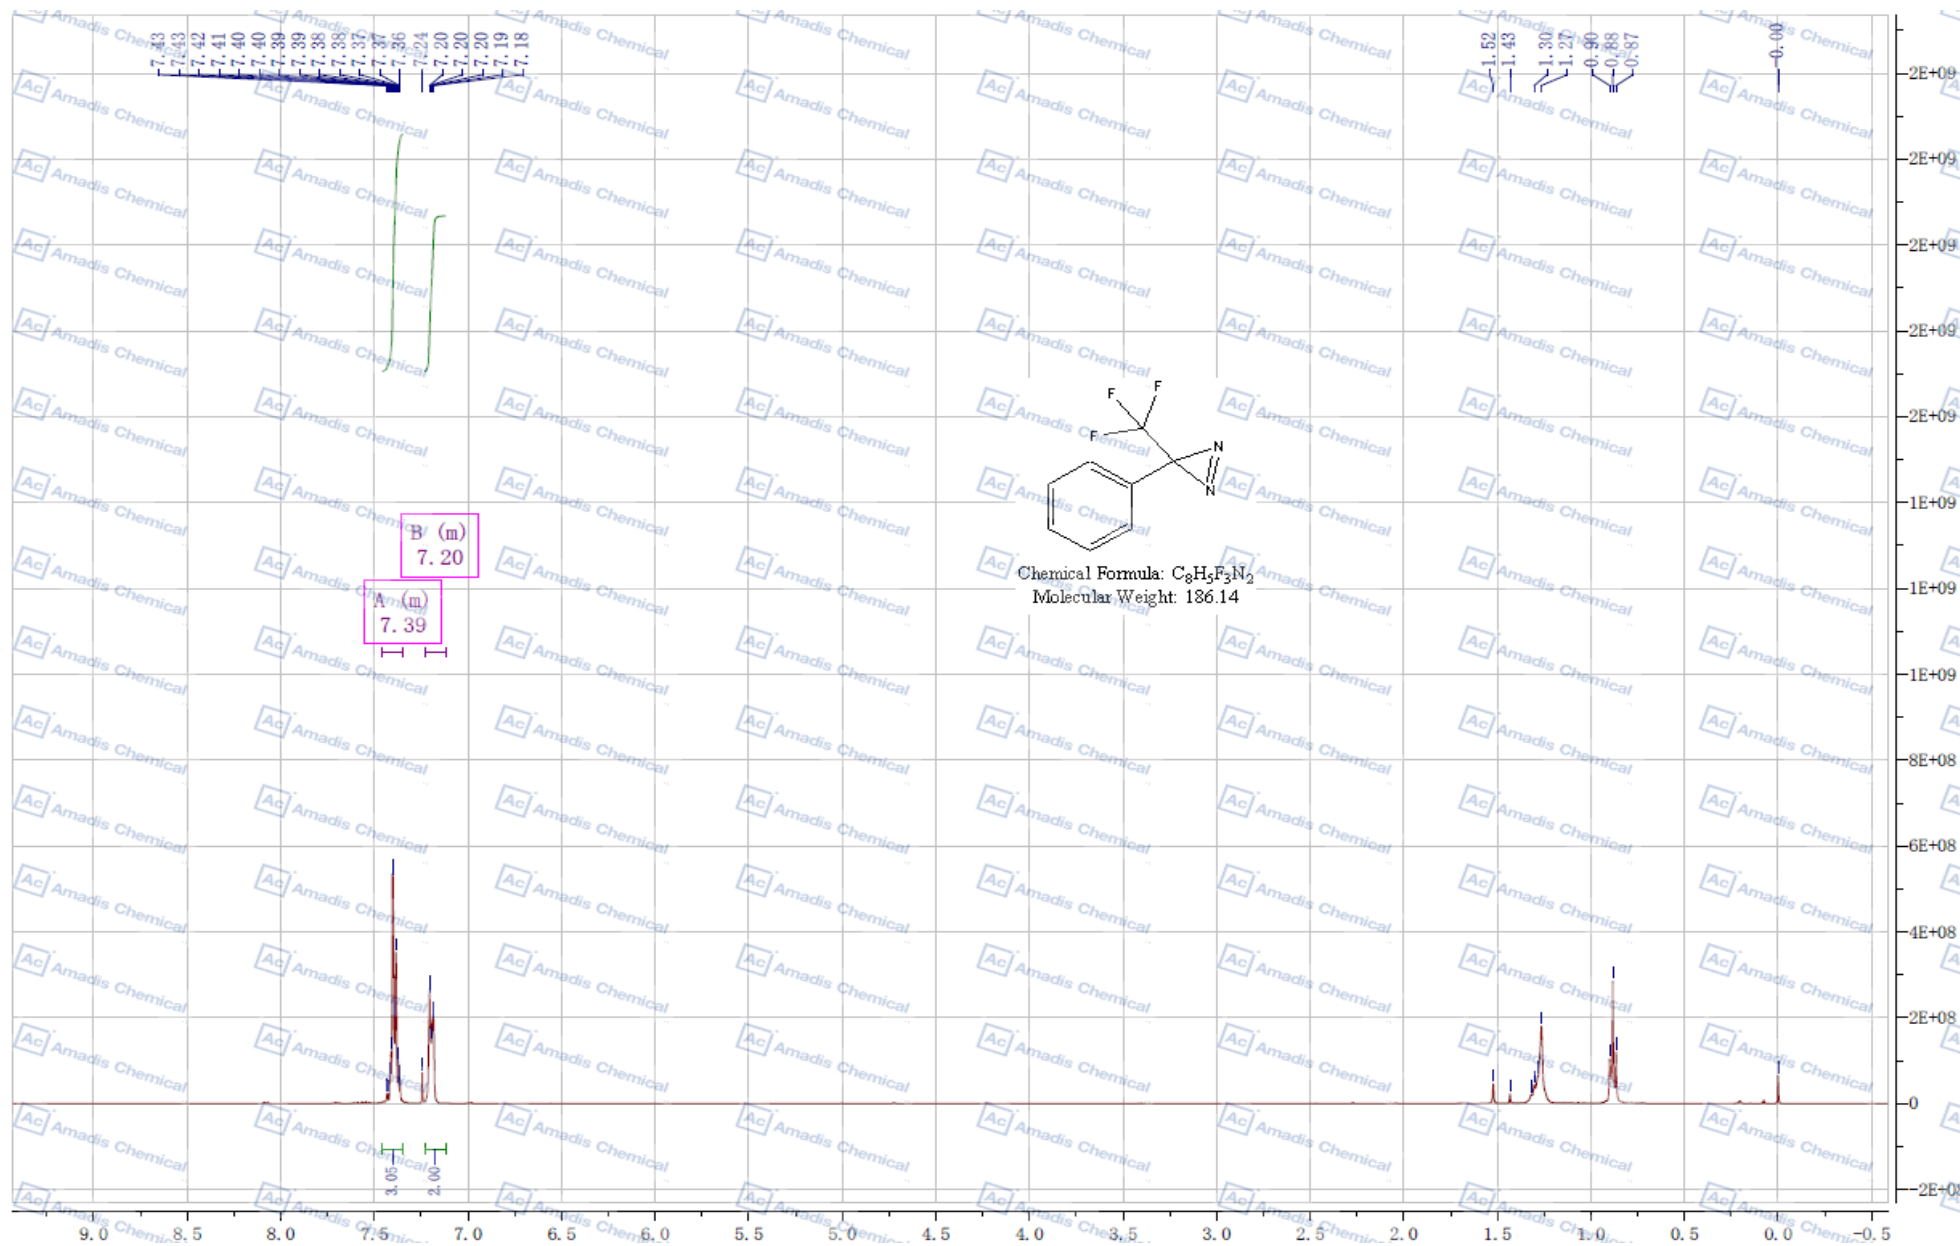 7.43
7.43
7.42
7.41
7.40
7.40
7.39
7.39
7.38
7.38
7.37
7.37
7.36
7.24
7.20
7.20
7.20
7.19
7.18
1.52
1.43
1.30
1.27
0.90
0.88
0.87
-0.00
2E+09
2E+09
2E+09
2E+09
2E+09
1E+09
1E+09
1E+09
8E+08
6E+08
4E+08
2E+08
0
-2E+08
F
F
F
N
N
Chemical Formula: C8H5F3N2
Molecular Weight: 186.14
B (m)
7.20
A (m)
7.39
3.05
2.00
9.0 8.5 8.0 7.5 7.0 6.5 6.0 5.5 5.0 4.5 4.0 3.5 3.0 2.5 2.0 1.5 1.0 0.5 0.0 -0.5
Ac Amadis Chemical